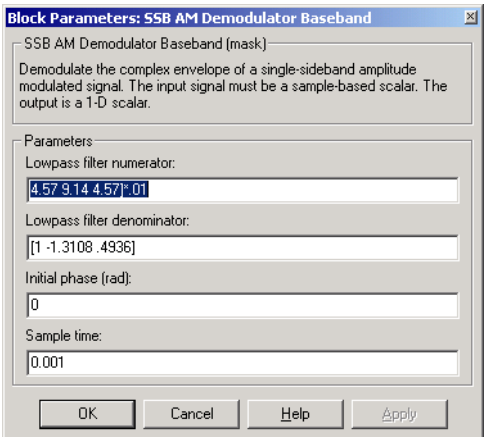 Block Parameters: SSB AM Demodulator Baseband
SSB AM Demodulator Baseband (mask)
Demodulate the complex envelope of a single-sideband amplitude
modulated signal. The input signal must be a sample-based scalar. The
output is a 1-D scalar.
Parameters
Lowpass filter numerator:
4.57 9.14 4.57]*.01
Lowpass filter denominator:
[1 -1.3108 .4936]
Initial phase (rad):
0
Sample time:
0.001
OK Cancel Help Apply